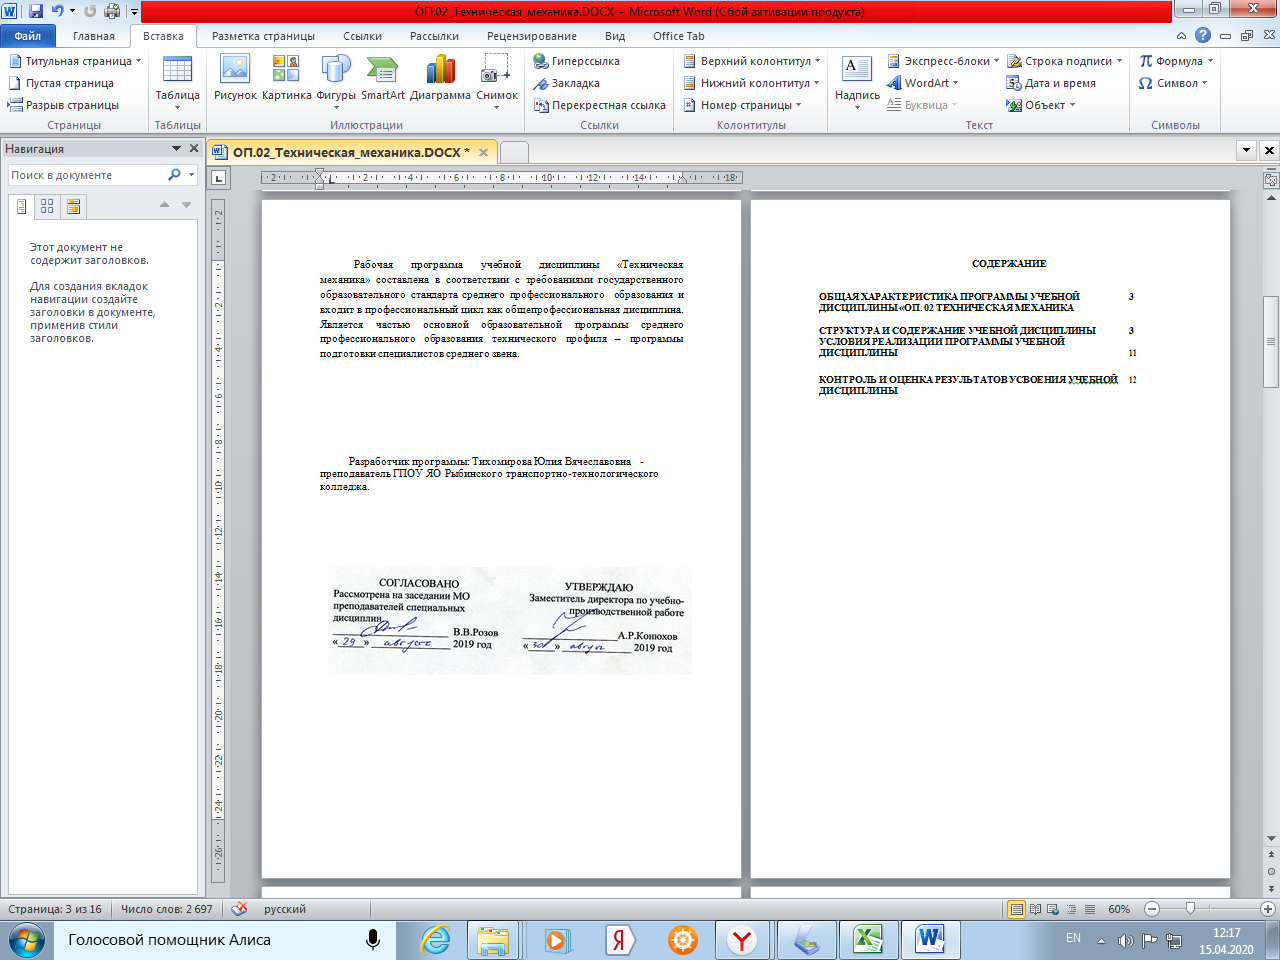 ОП.02_Техническая_механика.DOCX - Microsoft Word (Сбой активации продукта)
Файл Главная Вставка Разметка страницы Ссылки Рассылки Рецензирование Вид Office Tab
Титульная страница
Пустая страница
Разрыв страницы
Страницы
Таблица
Таблицы
Рисунок Картинка Фигуры SmartArt Диаграмма Снимок
Иллюстрации
Гиперссылка
Закладка
Перекрестная ссылка
Ссылки
Верхний колонтитул
Нижний колонтитул
Номер страницы
Колонтитулы
Надпись
Экспресс-блоки
WordArt
Буквица
Строка подписи
Дата и время
Объект
Текст
Формула
Символ
Символы
Навигация
Поиск в документе
Этот документ не
содержит заголовков.
Для создания вкладок
навигации создайте
заголовки в документе,
применив стили
заголовков.
ОП.02_Техническая_механика.DOCX *
Рабочая программа учебной дисциплины «Техническая
механика» составлена в соответствии с требованиями государственного
образовательного стандарта среднего профессионального образования и
входит в профессиональный цикл как общепрофессиональная дисциплина.
Является частью основной образовательной программы среднего
профессионального образования технического профиля – программы
подготовки специалистов среднего звена.
Разработчик программы: Тихомирова Юлия Вячеславовна -
преподаватель ГПОУ ЯО Рыбинского транспортно-технологического
колледжа.
СОГЛАСОВАНО
Рассмотрена на заседании МО
преподавателей специальных
дисциплин
В.В.Розов
«29» августа 2019 год
УТВЕРЖДАЮ
Заместитель директора по учебно-
производственной работе
А.Р.Конюхов
«30» август 2019 год
СОДЕРЖАНИЕ
ОБЩАЯ ХАРАКТЕРИСТИКА ПРОГРАММЫ УЧЕБНОЙ 3
ДИСЦИПЛИНЫ «ОП. 02 ТЕХНИЧЕСКАЯ МЕХАНИКА
СТРУКТУРА И СОДЕРЖАНИЕ УЧЕБНОЙ ДИСЦИПЛИНЫ 3
УСЛОВИЯ РЕАЛИЗАЦИИ ПРОГРАММЫ УЧЕБНОЙ
ДИСЦИПЛИНЫ 11
КОНТРОЛЬ И ОЦЕНКА РЕЗУЛЬТАТОВ УСВОЕНИЯ УЧЕБНОЙ 12
ДИСЦИПЛИНЫ
Страница: 3 из 16 Число слов: 2 697 русский 60%
Голосовой помощник Алиса
EN
12:17
15.04.2020